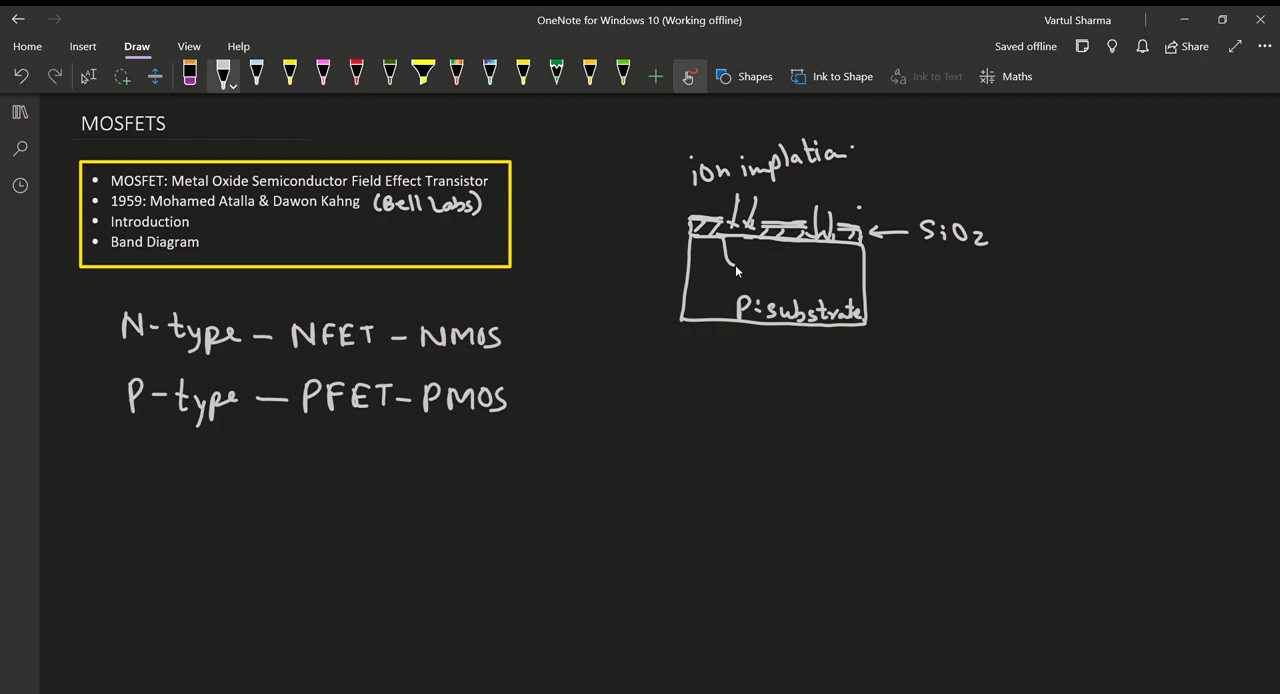 OneNote for Windows 10 (Working offline)
Vartul Sharma
Home Insert Draw View Help
Saved offline
Share
Shapes Ink to Shape Ink to Text Maths
MOSFETS
MOSFET: Metal Oxide Semiconductor Field Effect Transistor
1959: Mohamed Atalla & Dawon Kahng (Bell Labs)
Introduction
Band Diagram
N-type - NFET - NMOS
P-type - PFET - PMOS
ion implation
SiO2
P:substrate